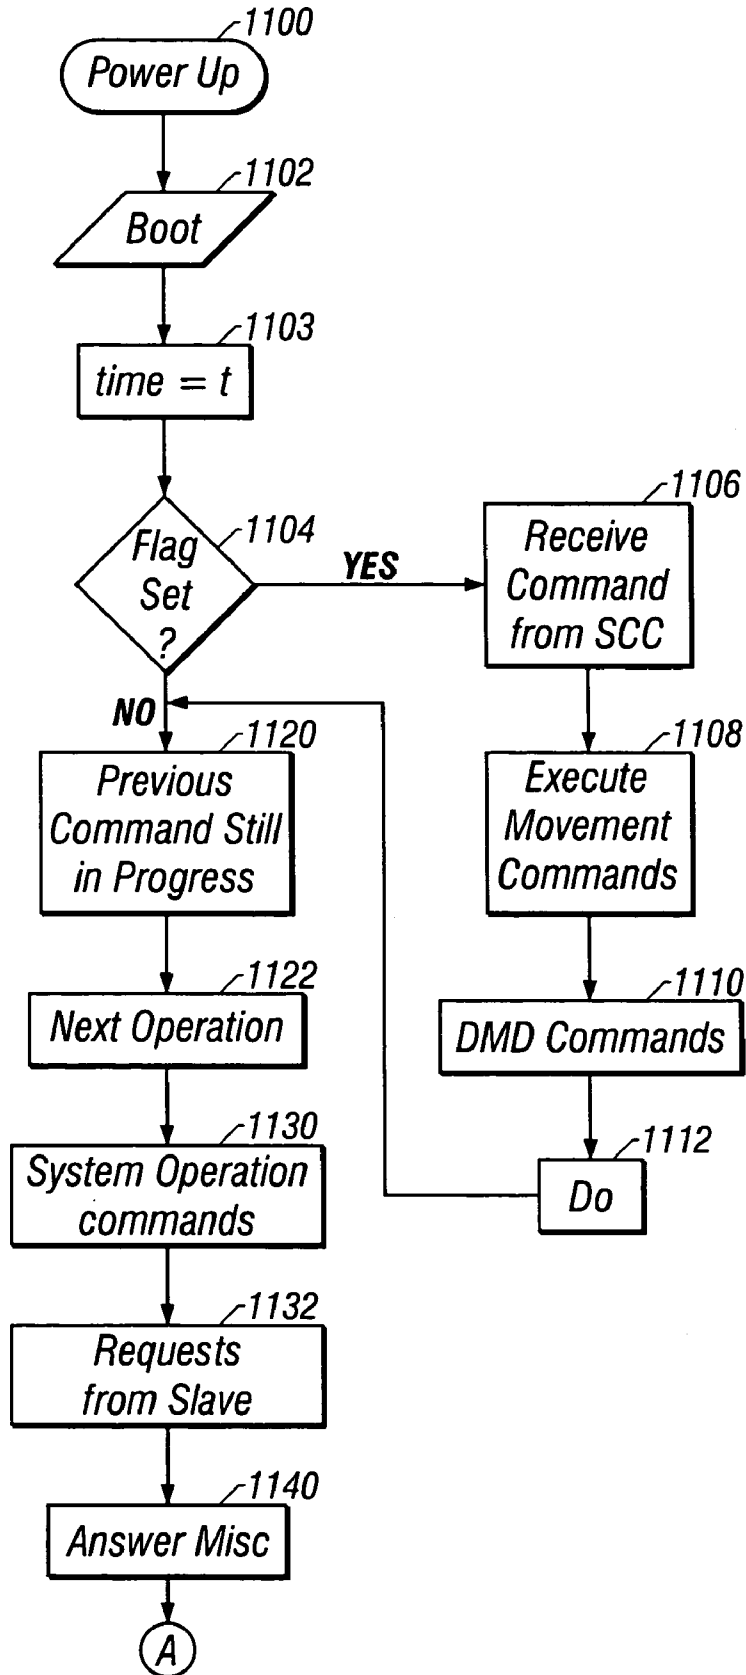 1100
Power Up
1102
Boot
1103
time = t
1104
Flag
Set
?
YES
NO
1106
Receive
Command
from SCC
1108
Execute
Movement
Commands
1110
DMD Commands
1112
Do
1120
Previous
Command Still
in Progress
1122
Next Operation
1130
System Operation
commands
1132
Requests
from Slave
1140
Answer Misc
A